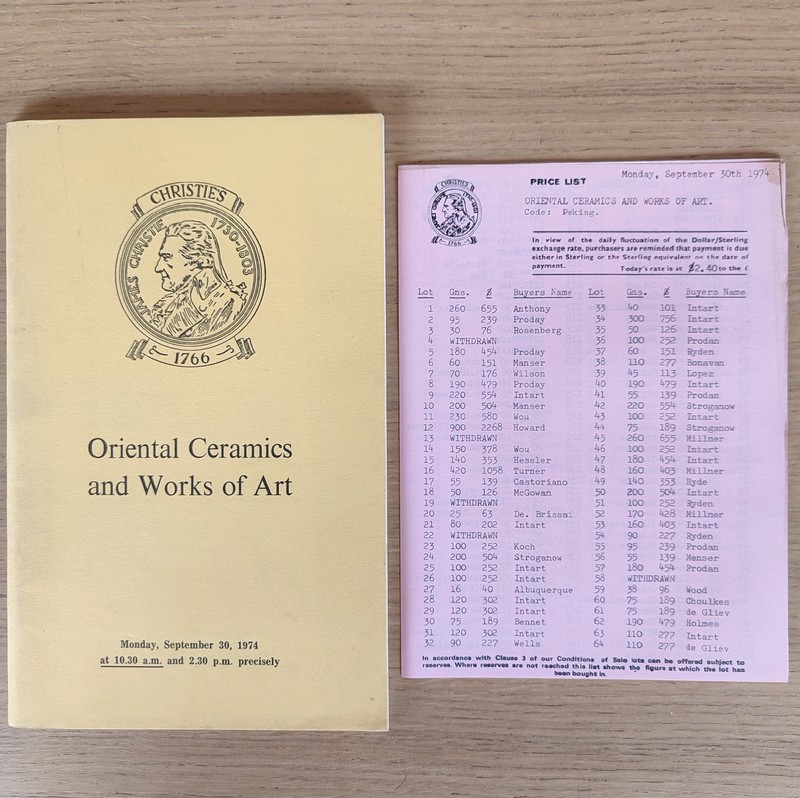 CHRISTIE'S
JAMES CHRISTIE 1730-1803
1766
Oriental Ceramics
and Works of Art
Monday, September 30, 1974
at 10.30 a.m. and 2.30 p.m. precisely
CHRISTIE'S
1766
PRICE LIST
Monday, September 30th 1974
ORIENTAL CERAMICS AND WORKS OF ART.
Code: Peking.
In view of the daily fluctuation of the Dollar/Sterling
exchange rate, purchasers are reminded that payment is due
either in Sterling or the Sterling equivalent on the date of
payment. Today's rate is at $2.40 to the £
Lot Gns. $ Buyers Name Lot Gns. $ Buyers Name
1 260 655 Anthony 33 40 101 Intart
2 95 239 Proday 34 300 756 Intart
3 30 76 Rosenberg 35 50 126 Intart
4 WITHDRAWN 36 100 252 Prodan
5 180 454 Proday 37 60 151 Ryden
6 60 151 Manser 38 110 277 Bonavan
7 70 176 Wilson 39 45 113 Lopez
8 190 479 Proday 40 190 479 Intart
9 220 554 Intart 41 55 139 Prodan
10 200 504 Manser 42 220 554 Stroganow
11 230 580 Wou 43 100 252 Intart
12 900 2268 Howard 44 75 189 Stroganow
13 WITHDRAWN 45 260 655 Millner
14 150 378 Wou 46 100 252 Intart
15 140 353 Hessler 47 180 454 Intart
16 420 1058 Turner 48 160 403 Millner
17 55 139 Castoriano 49 140 353 Ryde
18 50 126 McGowan 50 200 504 Intart
19 WITHDRAWN 51 100 252 Ryden
20 25 63 De. Brissai 52 170 428 Millner
21 80 202 Intart 53 160 403 Intart
22 WITHDRAWN 54 90 227 Ryden
23 100 252 Koch 55 95 239 Prodan
24 200 504 Stroganow 56 55 139 Menser
25 100 252 Intart 57 180 454 Prodan
26 100 252 Intart 58 WITHDRAWN
27 16 40 Albuquerque 59 38 96 Wood
28 120 302 Intart 60 75 189 Choulkes
29 120 302 Intart 61 75 189 de Gliev
30 75 189 Bennet 62 190 479 Holmes
31 120 302 Intart 63 110 277 Intart
32 90 227 Wells 64 110 277 de Gliev
In accordance with Clause 3 of our Conditions of Sale lots can be offered subject to
reserves. Where reserves are not reached this list shows the figure at which the lot has
been bought in.